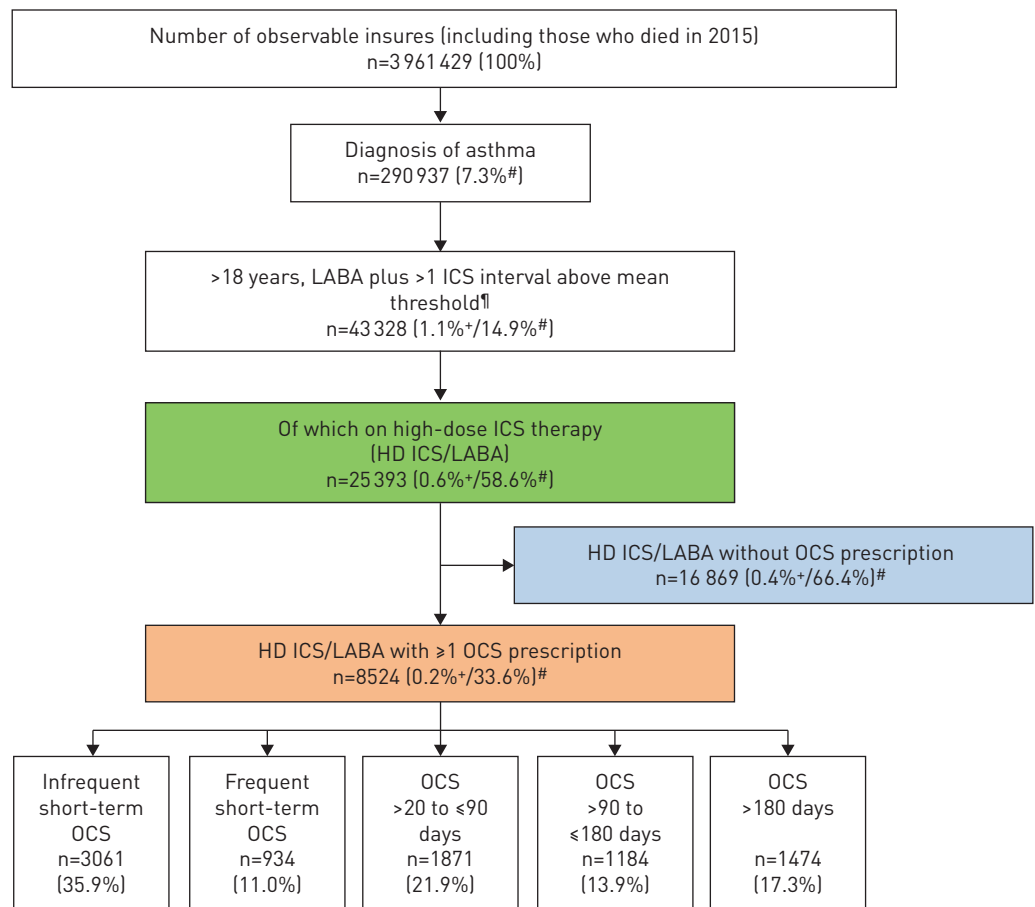 Number of observable insures (including those who died in 2015)
n=3 961 429 (100%)
Diagnosis of asthma
n=290 937 (7.3%#)
>18 years, LABA plus >1 ICS interval above mean
threshold¶
n=43 328 (1.1%+/14.9%#)
Of which on high-dose ICS therapy
(HD ICS/LABA)
n=25 393 (0.6%+/58.6%#)
HD ICS/LABA without OCS prescription
n=16 869 (0.4%+/66.4%)#
HD ICS/LABA with ⩾1 OCS prescription
n=8524 (0.2%+/33.6%)#
Infrequent
short-term
OCS
n=3061
(35.9%)
Frequent
short-term
OCS
n=934
(11.0%)
OCS
>20 to ⩽90
days
n=1871
(21.9%)
OCS
>90 to
⩽180 days
n=1184
(13.9%)
OCS
>180 days
n=1474
(17.3%)